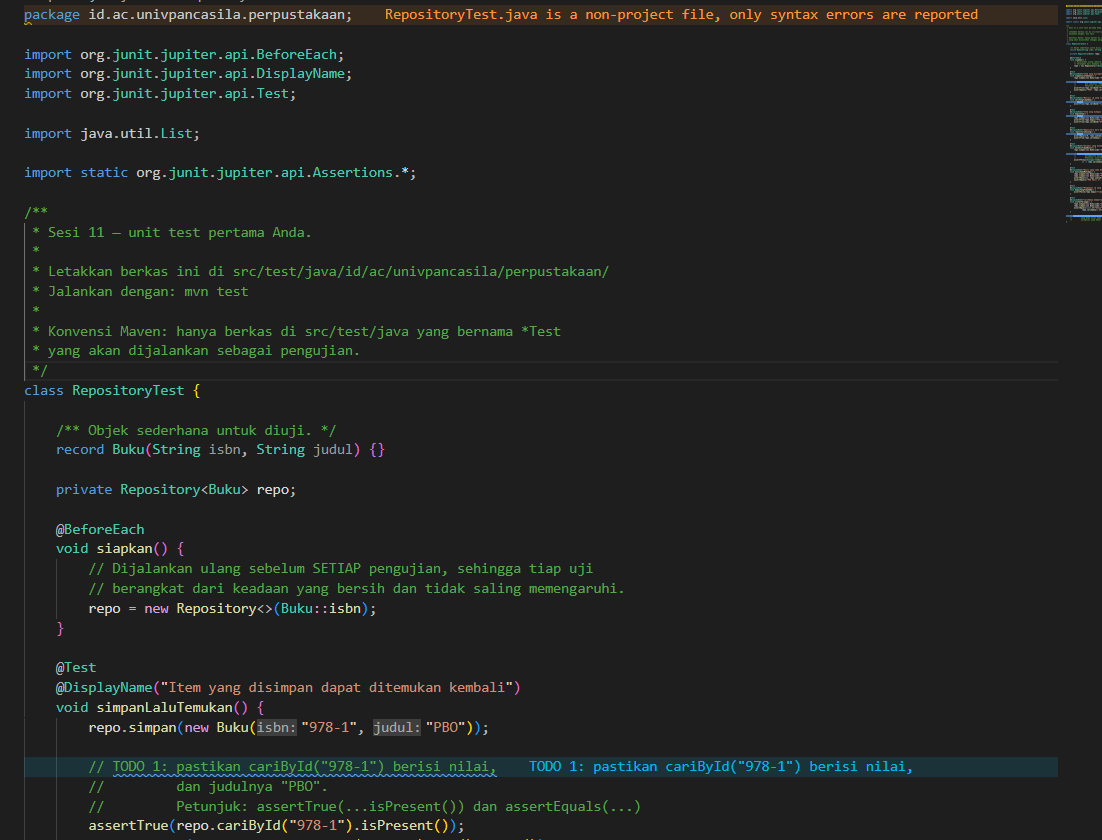 package id.ac.univpancasila.perpustakaan;    RepositoryTest.java is a non-project file, only syntax errors are reported
import org.junit.jupiter.api.BeforeEach;
import org.junit.jupiter.api.DisplayName;
import org.junit.jupiter.api.Test;
import java.util.List;
import static org.junit.jupiter.api.Assertions.*;
/**
 * Sesi 11 — unit test pertama Anda.
 *
 * Letakkan berkas ini di src/test/java/id/ac/univpancasila/perpustakaan/
 * Jalankan dengan: mvn test
 *
 * Konvensi Maven: hanya berkas di src/test/java yang bernama *Test
 * yang akan dijalankan sebagai pengujian.
 */
class RepositoryTest {
    /** Objek sederhana untuk diuji. */
    record Buku(String isbn, String judul) {}
    private Repository<Buku> repo;
    @BeforeEach
    void siapkan() {
        // Dijalankan ulang sebelum SETIAP pengujian, sehingga tiap uji
        // berangkat dari keadaan yang bersih dan tidak saling memengaruhi.
        repo = new Repository<>(Buku::isbn);
    }
    @Test
    @DisplayName("Item yang disimpan dapat ditemukan kembali")
    void simpanLaluTemukan() {
        repo.simpan(new Buku(isbn: "978-1", judul: "PBO"));
        // TODO 1: pastikan cariById("978-1") berisi nilai,    TODO 1: pastikan cariById("978-1") berisi nilai,
        //         dan judulnya "PBO".
        //         Petunjuk: assertTrue(...isPresent()) dan assertEquals(...)
        assertTrue(repo.cariById("978-1").isPresent());